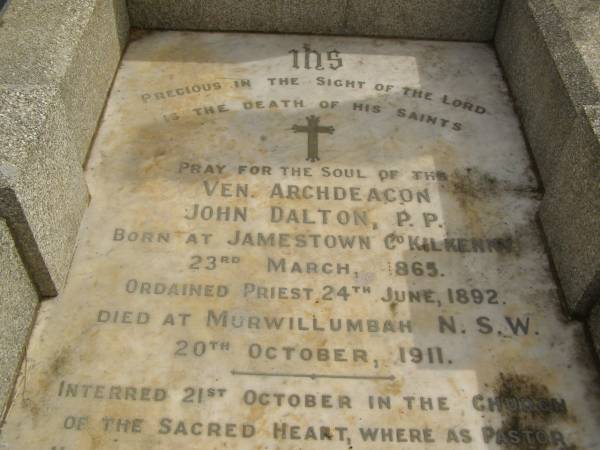 IHS
PRECIOUS IN THE SIGHT OF THE LORD
IS THE DEATH OF HIS SAINTS
PRAY FOR THE SOUL OF THE
VEN. ARCHDEACON
JOHN DALTON, P.P.
BORN AT JAMESTOWN CO KILKENNY
23RD MARCH, 1865.
ORDAINED PRIEST 24TH JUNE, 1892.
DIED AT MURWILLUMBAH N.S.W.
20TH OCTOBER, 1911.
INTERRED 21ST OCTOBER IN THE CHURCH
OF THE SACRED HEART, WHERE AS PASTOR